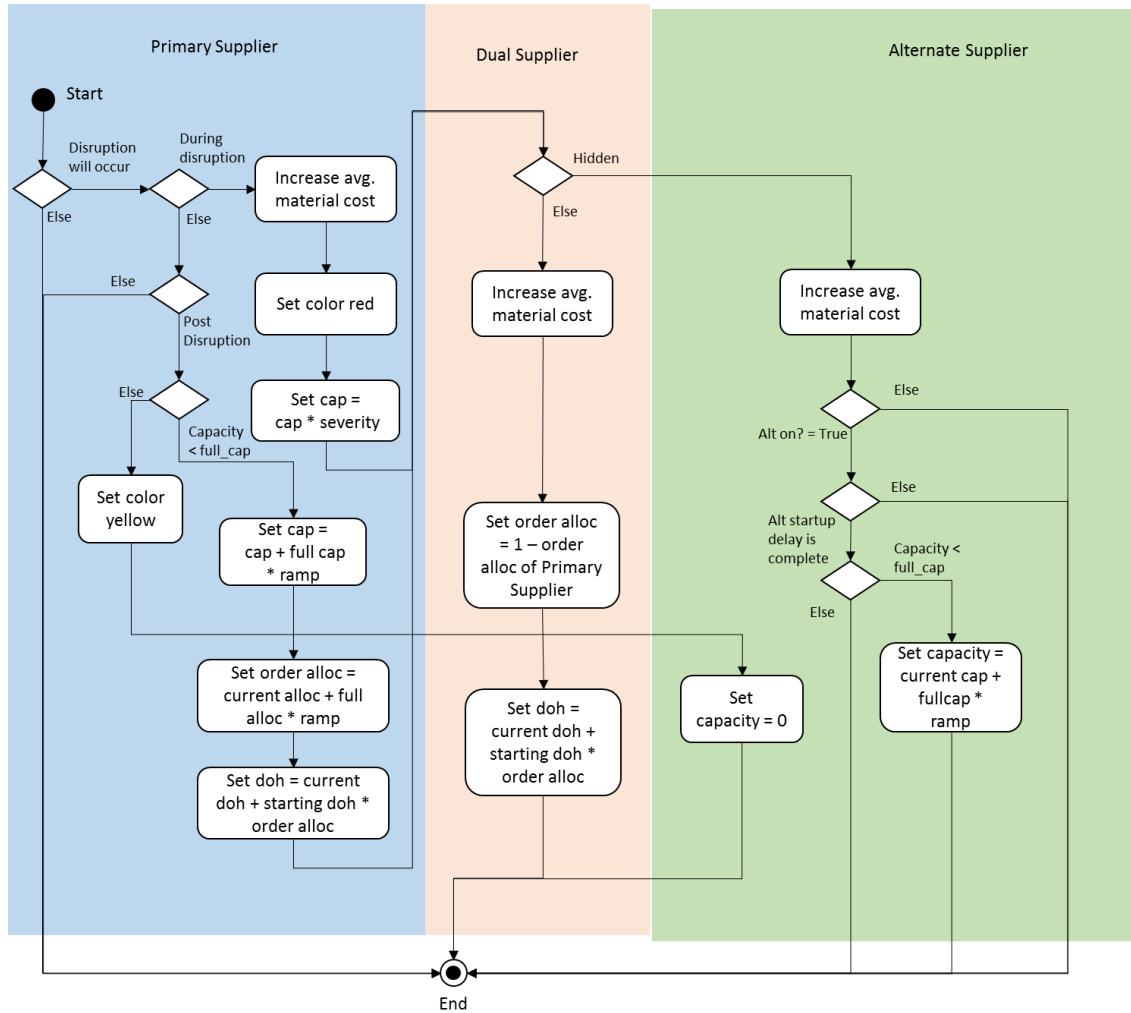 Primary Supplier
Dual Supplier
Alternate Supplier
Start
Disruption
will occur
During
disruption
Else
Else
Increase avg.
material cost
Hidden
Else
Else
Post
Disruption
Set color red
Increase avg.
material cost
Increase avg.
material cost
Else
Capacity
< full_cap
Set cap =
cap * severity
Else
Alt on? = True
Set color
yellow
Set cap =
cap + full cap
* ramp
Set order alloc
= 1 – order
alloc of Primary
Supplier
Else
Alt startup
delay is
complete
Capacity <
full_cap
Else
Set order alloc =
current alloc + full
alloc * ramp
Set doh =
current doh +
starting doh *
order alloc
Set
capacity = 0
Set capacity =
current cap +
fullcap *
ramp
Set doh = current
doh + starting doh *
order alloc
End